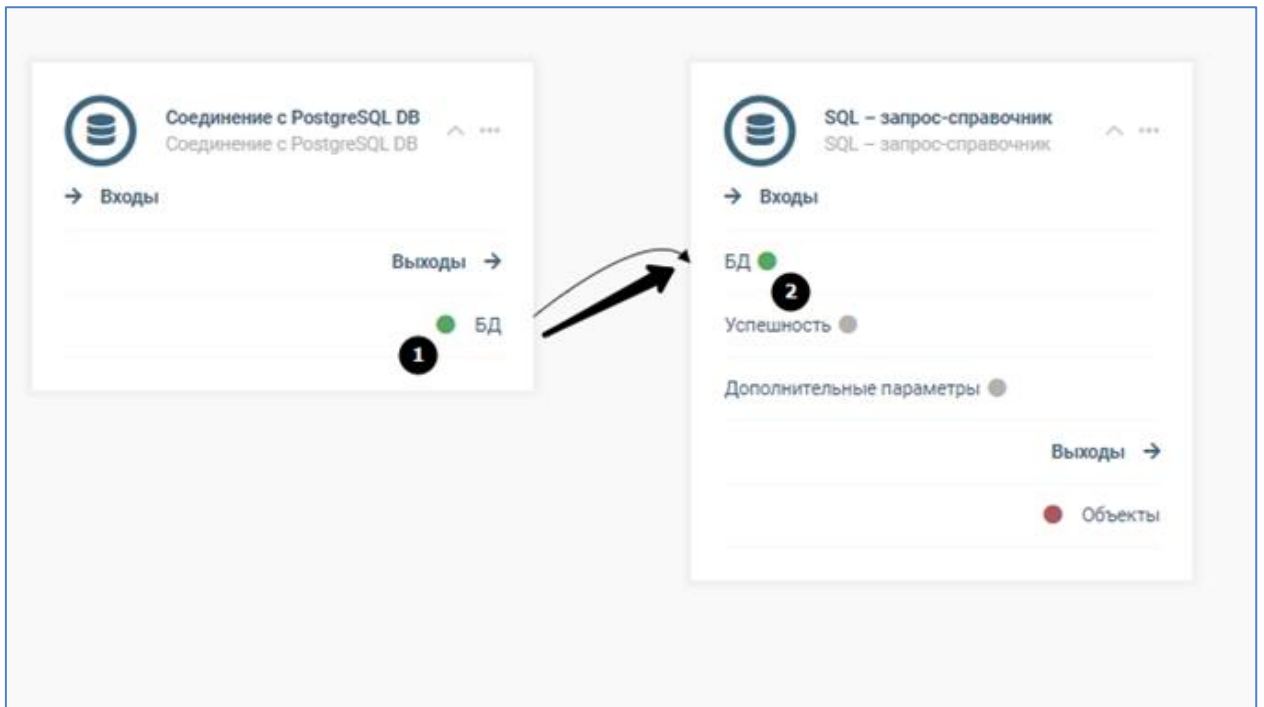 Соединение с PostgreSQL DB
Соединение с PostgreSQL DB
Входы
Выходы
БД
1
SQL – запрос-справочник
SQL – запрос-справочник
Входы
БД
2
Успешность
Дополнительные параметры
Выходы
Объекты